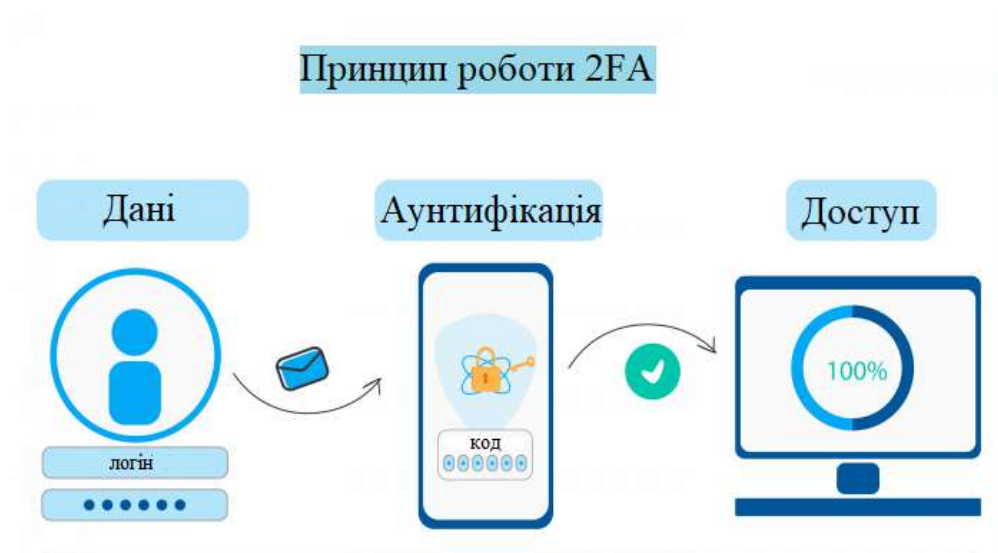 Принцип роботи 2FA
Дані
Аунтифікація
Доступ
логін
код
100%